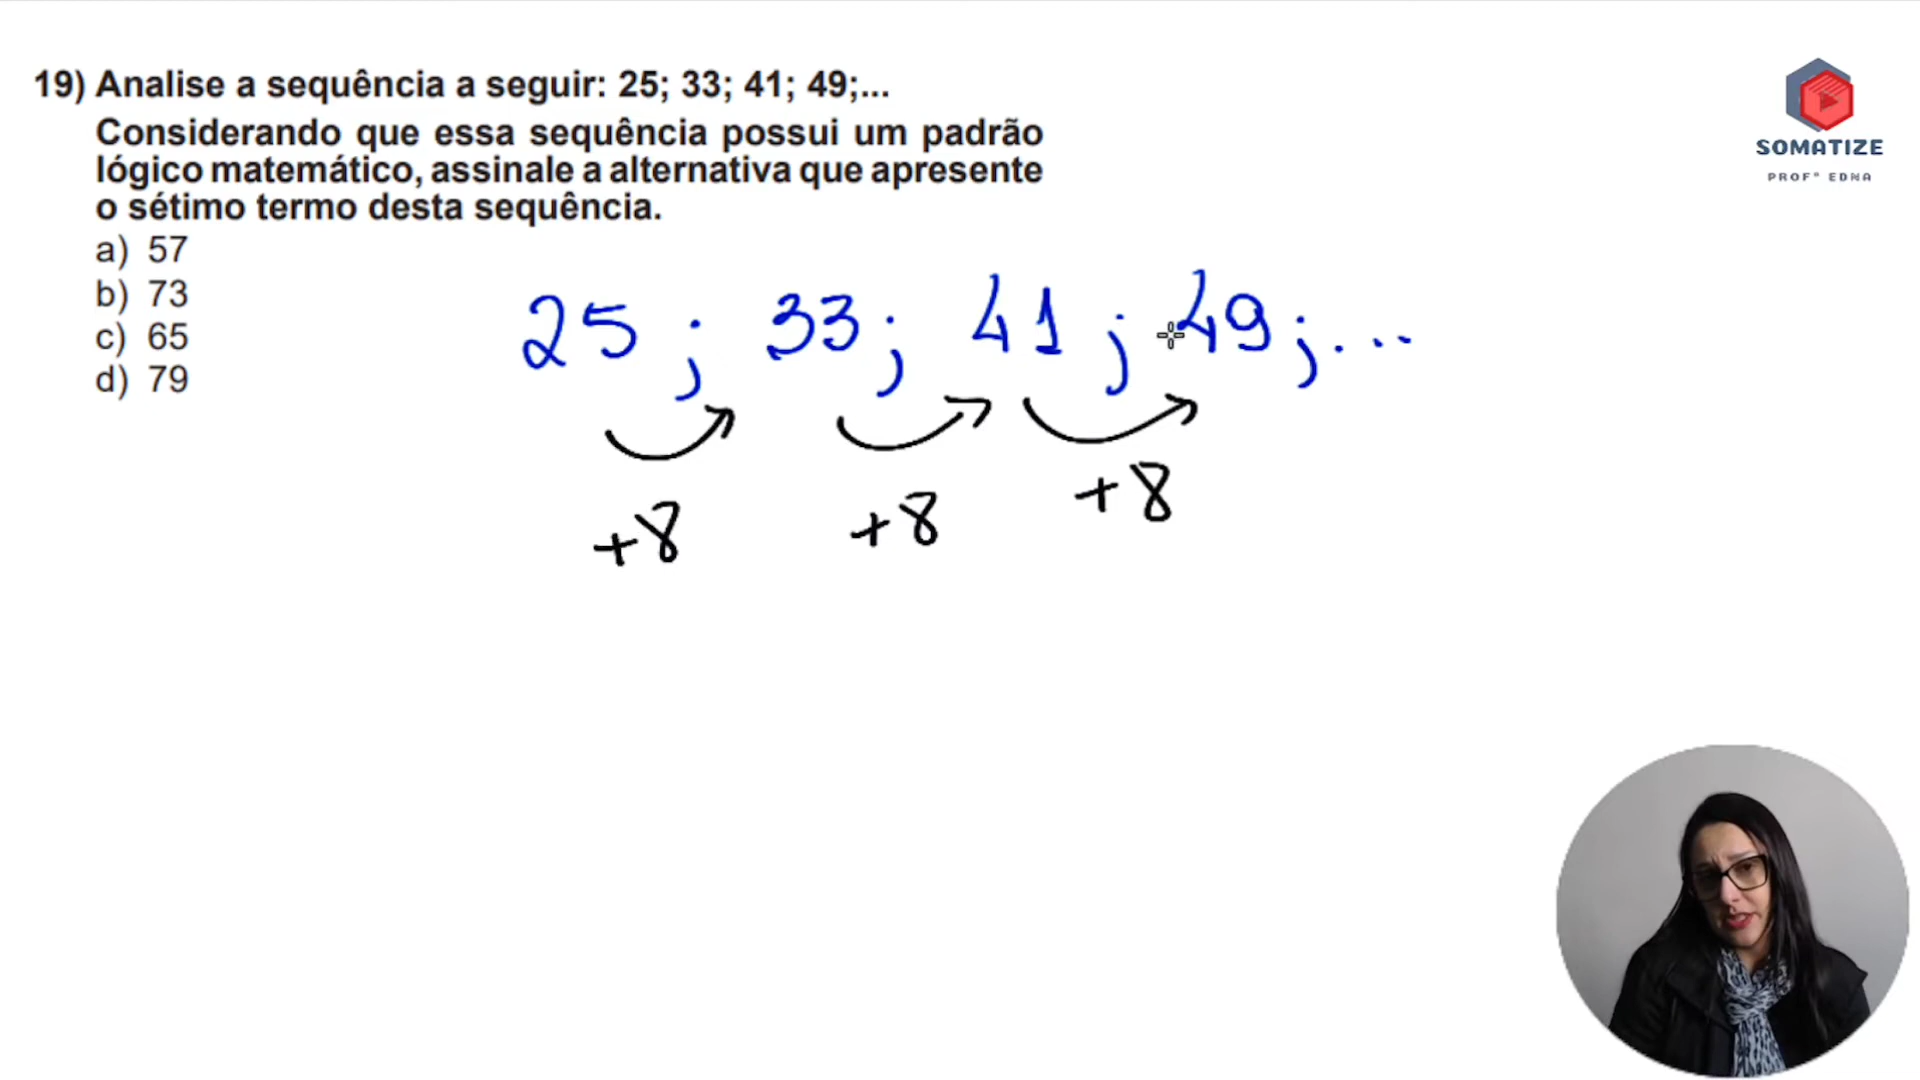 19) Analise a sequência a seguir: 25; 33; 41; 49;...
Considerando que essa sequência possui um padrão
lógico matemático, assinale a alternativa que apresente
o sétimo termo desta sequência.
a) 57
b) 73
c) 65
d) 79
SOMATIZE
PROFª EDNA
25; 33; 41; 49;...
+8 +8 +8